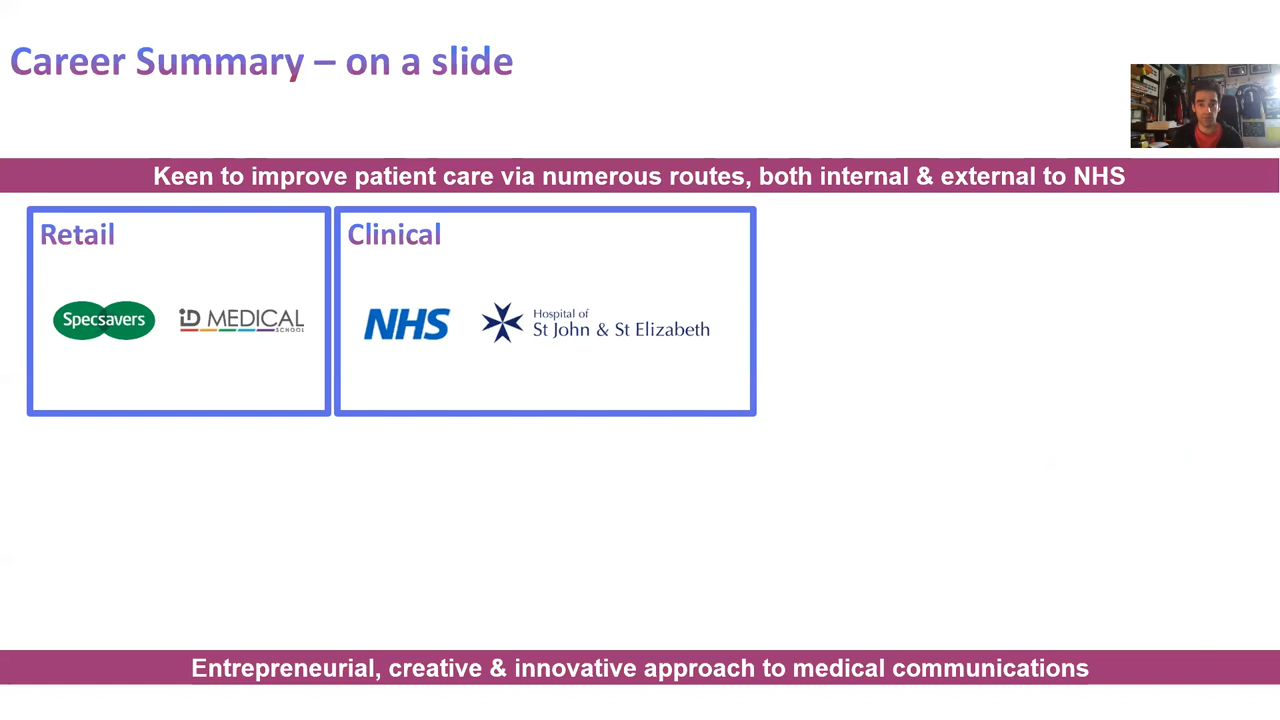 Career Summary – on a slide
Keen to improve patient care via numerous routes, both internal & external to NHS
Retail
Clinical
Specsavers
iD MEDICAL
SCHOOL
NHS
Hospital of
St John & St Elizabeth
Entrepreneurial, creative & innovative approach to medical communications